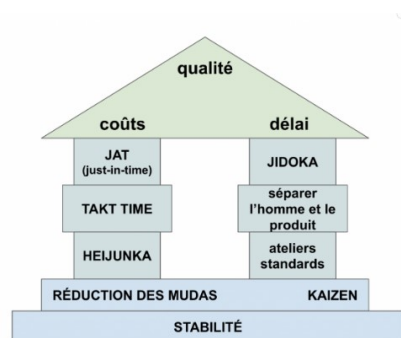 qualité
coûts
délai
JAT
(just-in-time)
JIDOKA
TAKT TIME
séparer
l'homme et le
produit
HEIJUNKA
ateliers
standards
RÉDUCTION DES MUDAS
KAIZEN
STABILITÉ